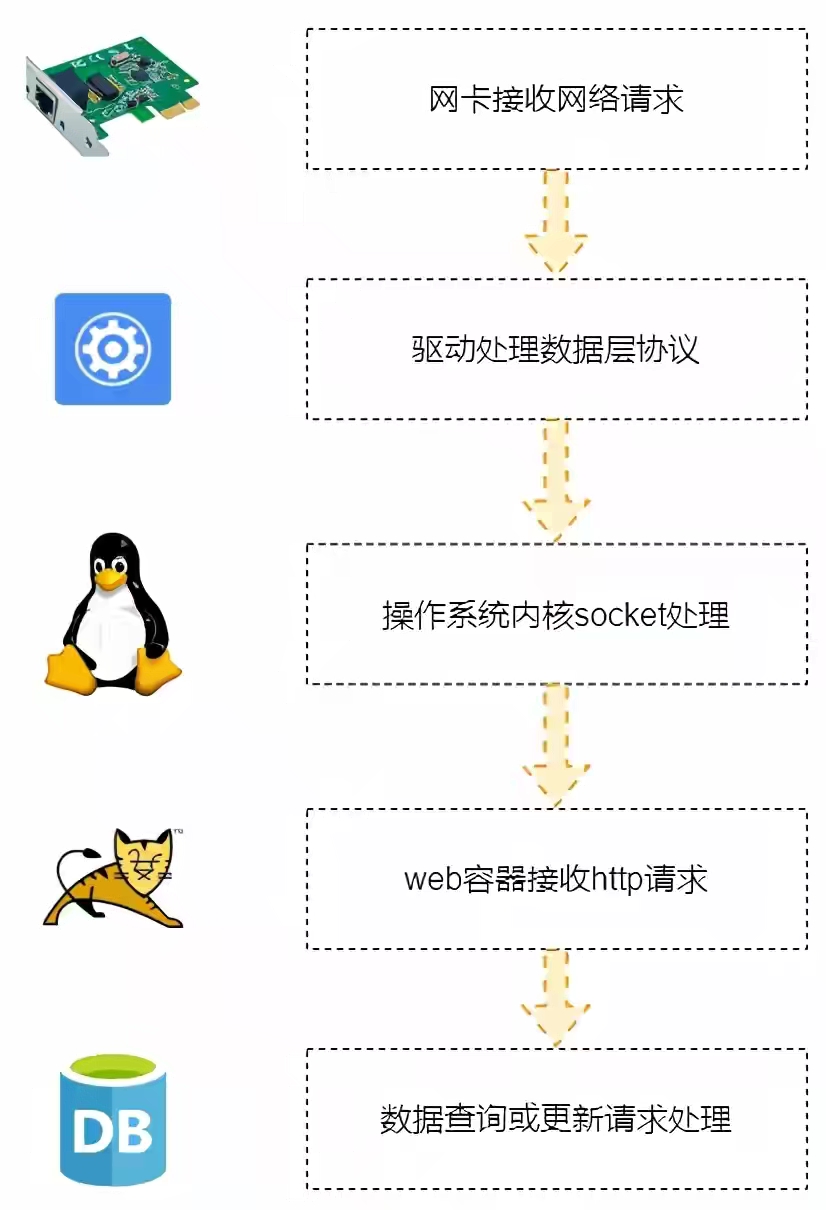 网卡接收网络请求
驱动处理数据层协议
操作系统内核socket处理
TM
web容器接收http请求
DB
数据查询或更新请求处理